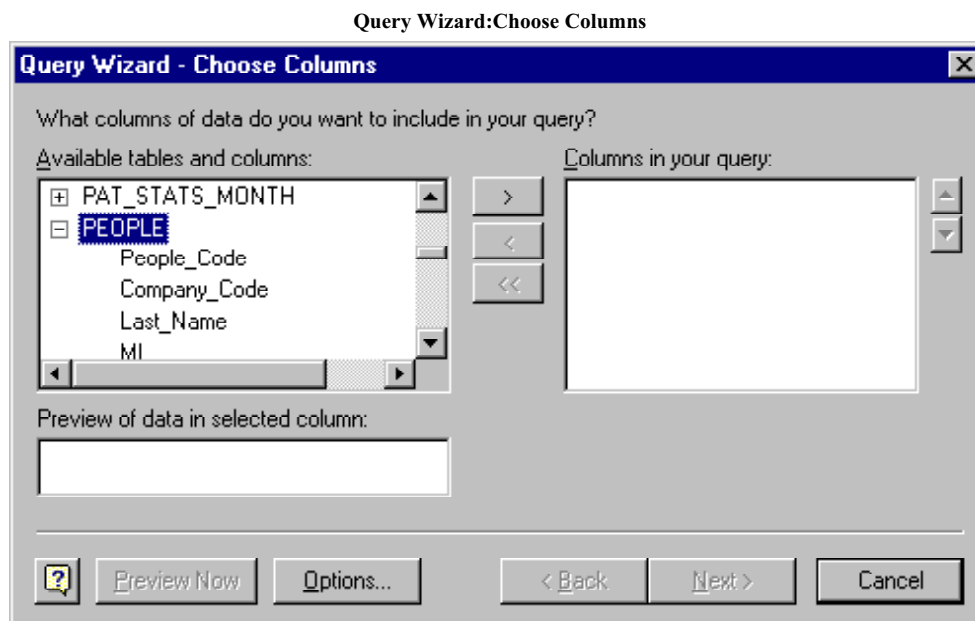 Query Wizard:Choose Columns
Query Wizard - Choose Columns
What columns of data do you want to include in your query?
Available tables and columns:
Columns in your query:
PAT_STATS_MONTH
>
PEOPLE
<
People_Code
<<
Company_Code
Last_Name
MI
Preview of data in selected column:
? Preview Now Options... < Back Next > Cancel